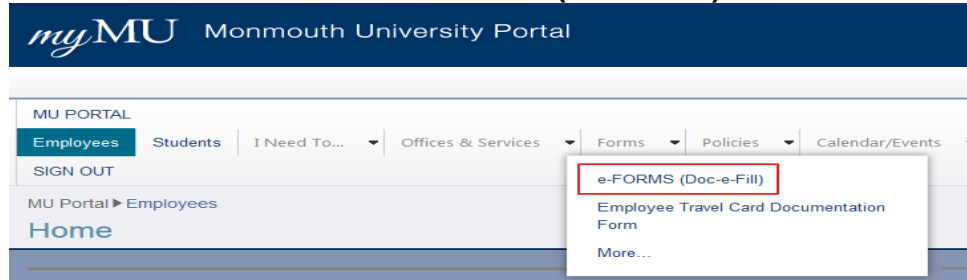 myMU Monmouth University Portal
MU PORTAL
Employees Students I Need To... Offices & Services Forms Policies Calendar/Events
SIGN OUT
e-FORMS (Doc-e-Fill)
MU Portal Employees
Employee Travel Card Documentation
Form
Home
More...